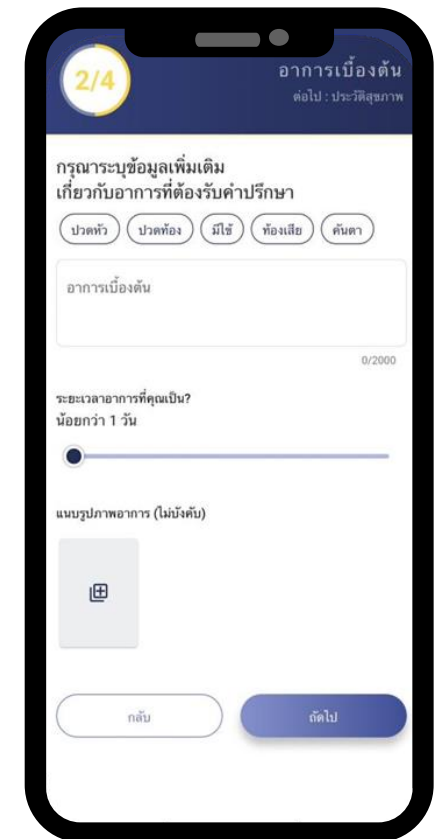 2/4
อาการเบื้องต้น
ต่อไป : ประวัติสุขภาพ
กรุณาระบุข้อมูลเพิ่มเติม
เกี่ยวกับอาการที่ต้องรับคำปรึกษา
ปวดหัว ปวดท้อง มีไข้ ท้องเสีย คันตา
อาการเบื้องต้น
0/2000
ระยะเวลาอาการที่คุณเป็น?
น้อยกว่า 1 วัน
แนบรูปภาพอาการ (ไม่บังคับ)
กลับ ถัดไป